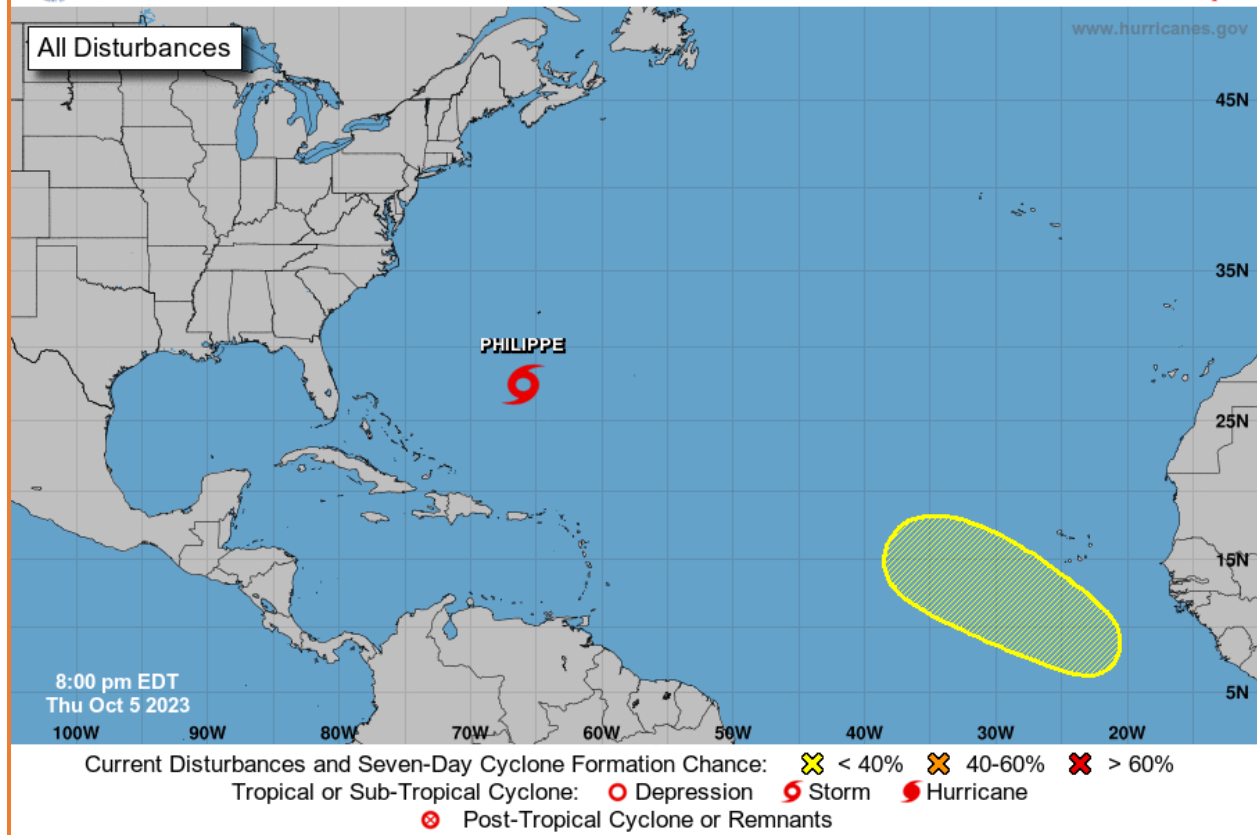 All Disturbances
www.hurricanes.gov
45N
35N
PHILIPPE
25N
15N
8:00 pm EDT
Thu Oct 5 2023
5N
100W 90W 80W 70W 60W 50W 40W 30W 20W
Current Disturbances and Seven-Day Cyclone Formation Chance: < 40% 40-60% > 60%
Tropical or Sub-Tropical Cyclone: Depression Storm Hurricane
Post-Tropical Cyclone or Remnants